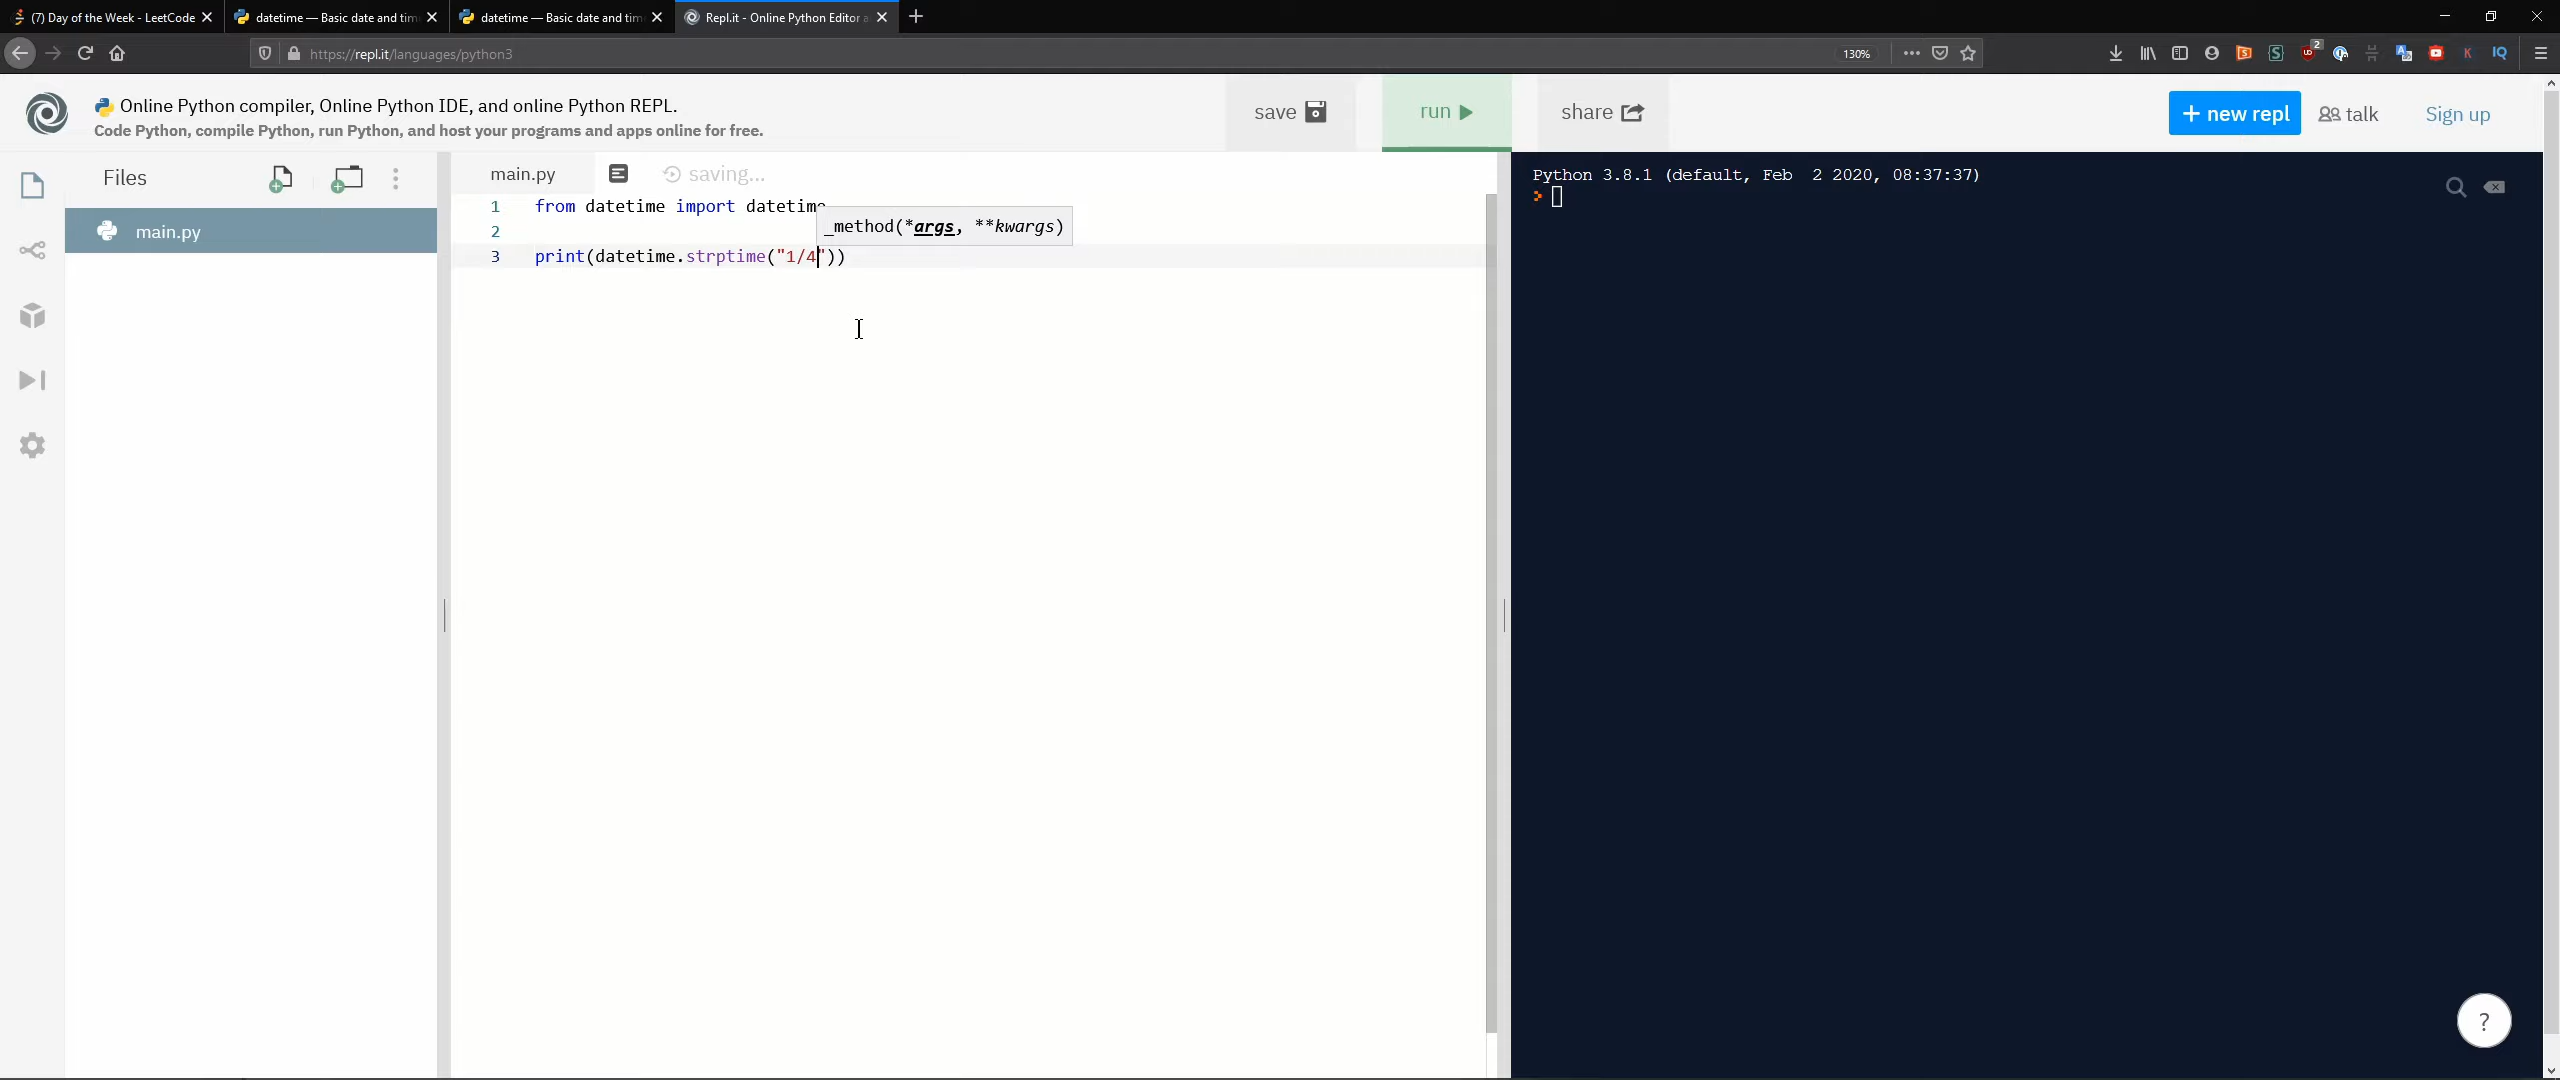 (7) Day of the Week - LeetCode
datetime — Basic date and tim
datetime — Basic date and tim
Repl.it - Online Python Editor a
https://repl.it/languages/python3
130%
2
IQ
Online Python compiler, Online Python IDE, and online Python REPL.
Code Python, compile Python, run Python, and host your programs and apps online for free.
save
run
share
+ new repl
talk
Sign up
Files
main.py
main.py
saving...
1 from datetime import datetime
2
_method(*args, **kwargs)
3 print(datetime.strptime("1/4"))
Python 3.8.1 (default, Feb  2 2020, 08:37:37)
>
?